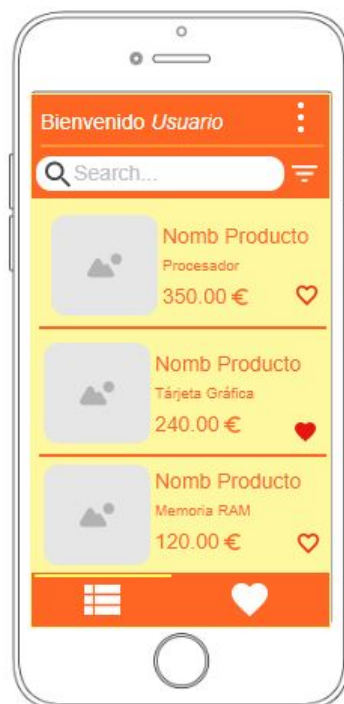 Bienvenido Usuario
Search...
Nomb Producto
Procesador
350.00 €
Nomb Producto
Tárjeta Gráfica
240.00 €
Nomb Producto
Memoria RAM
120.00 €